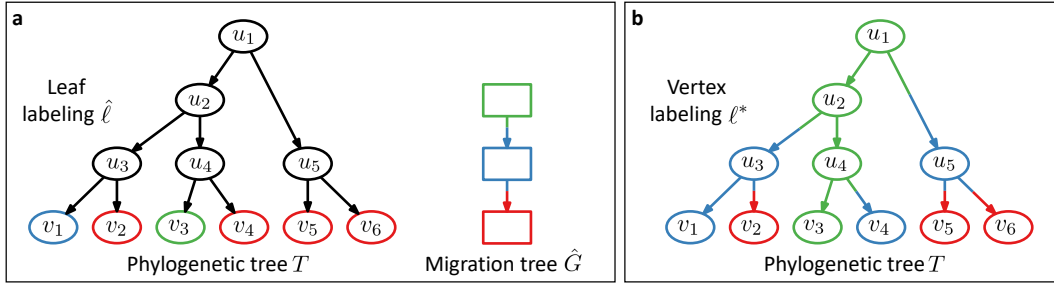 a
u₁
Leaf
labeling ℓ̂
u₂
u₃ u₄ u₅
v₁ v₂ v₃ v₄ v₅ v₆
Phylogenetic tree T
Migration tree Ĝ
b
u₁
Vertex
labeling ℓ*
u₂
u₃ u₄ u₅
v₁ v₂ v₃ v₄ v₅ v₆
Phylogenetic tree T